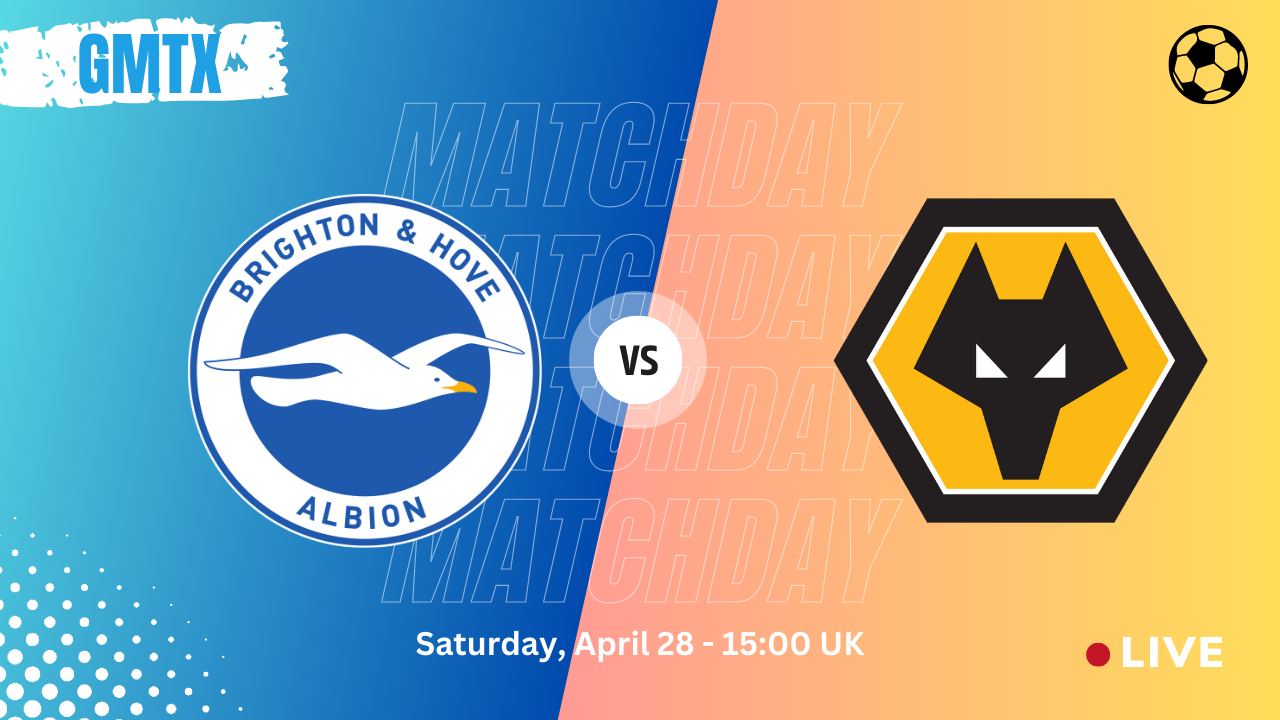 GMTX
MATCHDAY
MATCHDAY
MATCHDAY
MATCHDAY
BRIGHTON & HOVE
ALBION
VS
Saturday, April 28 - 15:00 UK
LIVE